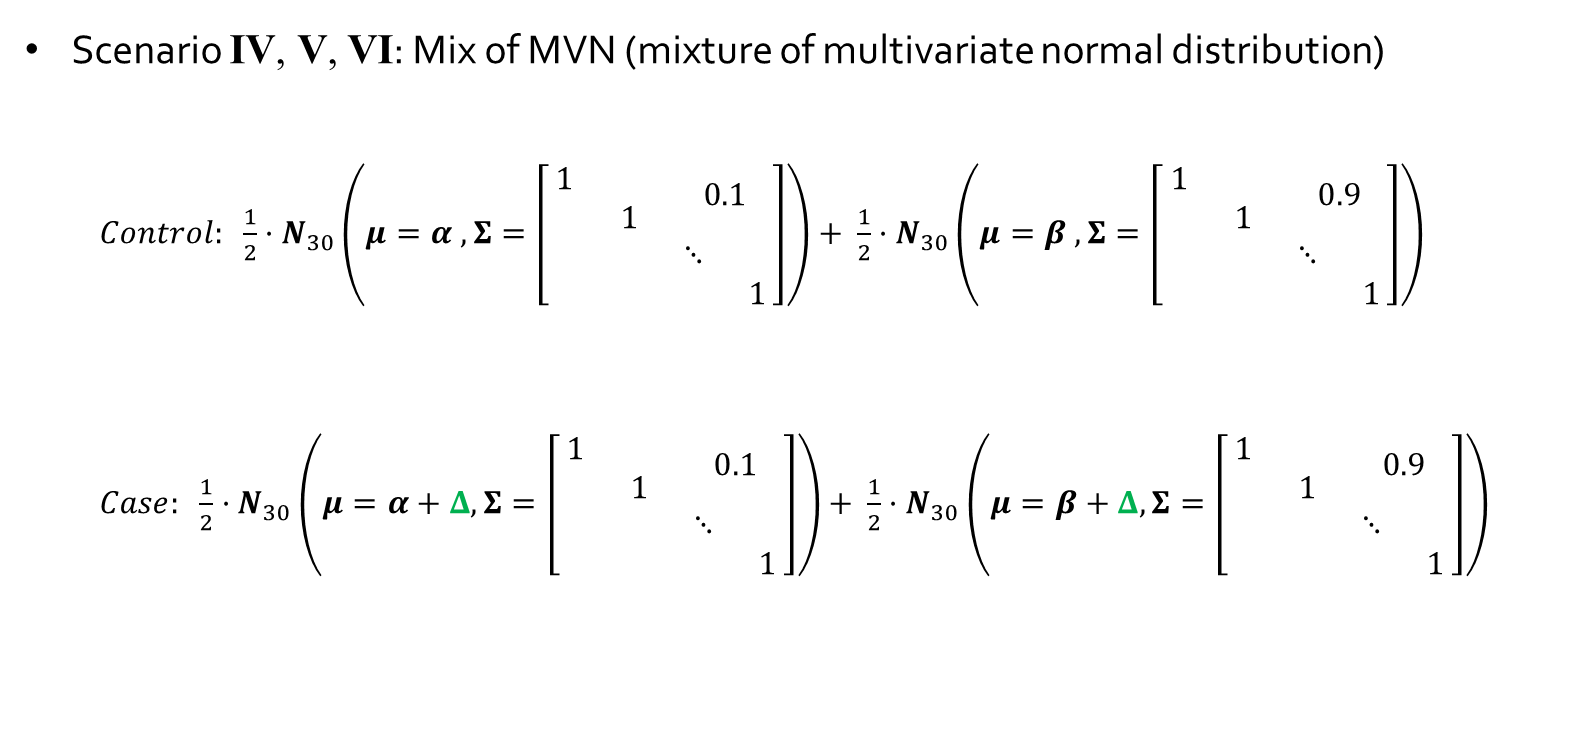 • Scenario IV, V, VI: Mix of MVN (mixture of multivariate normal distribution)
Control: 1/2 · N₃₀ ( μ = α , Σ = [ 1 1 ⋱ 1 0.1 ] ) + 1/2 · N₃₀ ( μ = β , Σ = [ 1 1 ⋱ 1 0.9 ] )
Case: 1/2 · N₃₀ ( μ = α + Δ, Σ = [ 1 1 ⋱ 1 0.1 ] ) + 1/2 · N₃₀ ( μ = β + Δ, Σ = [ 1 1 ⋱ 1 0.9 ] )